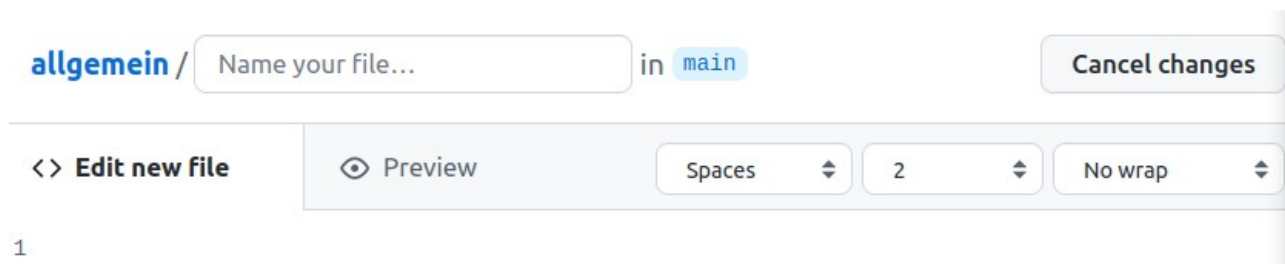 allgemein / Name your file... in main Cancel changes
<> Edit new file Preview Spaces 2 No wrap
1